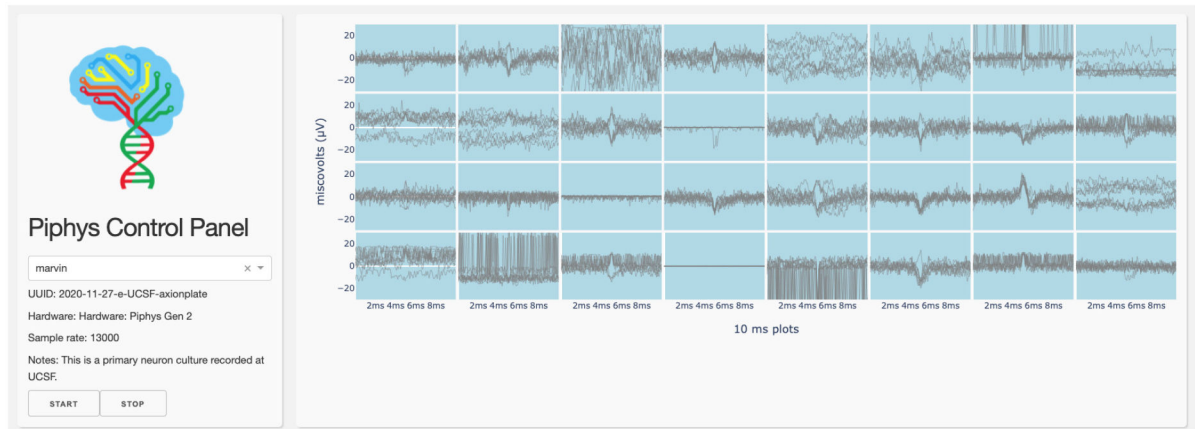 Piphys Control Panel
marvin
UUID: 2020-11-27-e-UCSF-axionplate
Hardware: Hardware: Piphys Gen 2
Sample rate: 13000
Notes: This is a primary neuron culture recorded at
UCSF.
START STOP
miscovolts (μV)
20
0
−20
20
0
−20
20
0
−20
20
0
−20
2ms 4ms 6ms 8ms 2ms 4ms 6ms 8ms 2ms 4ms 6ms 8ms 2ms 4ms 6ms 8ms 2ms 4ms 6ms 8ms 2ms 4ms 6ms 8ms 2ms 4ms 6ms 8ms 2ms 4ms 6ms 8ms
10 ms plots